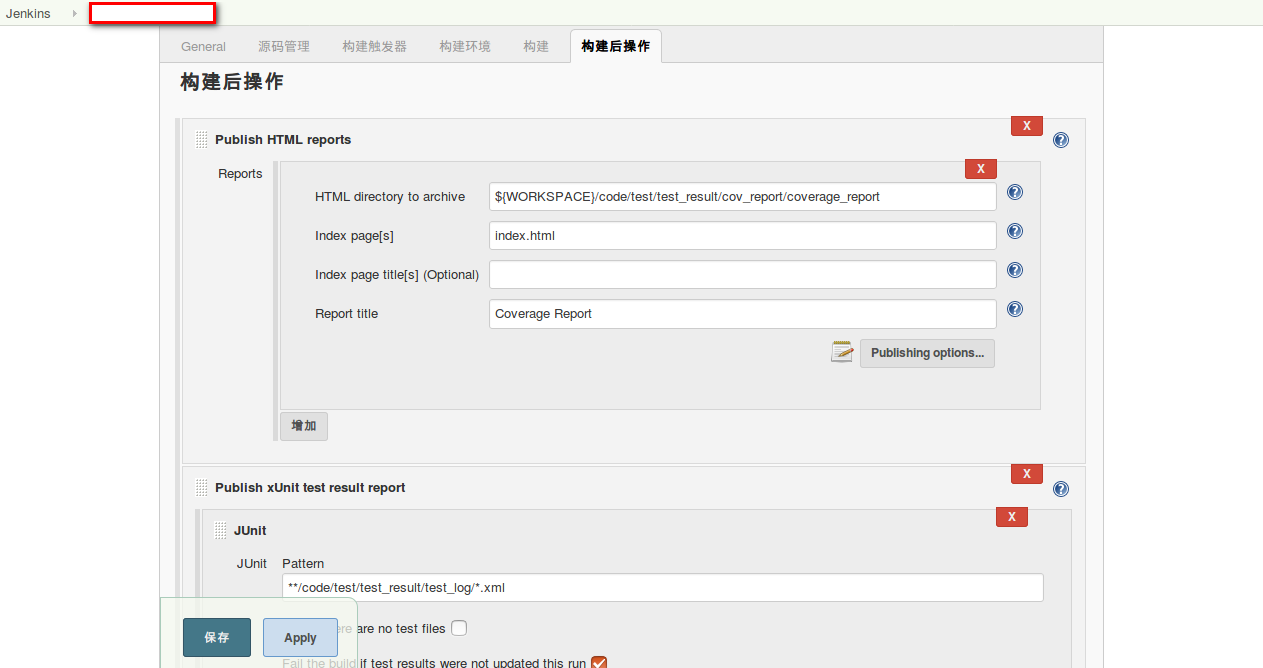 Jenkins
General 源码管理 构建触发器 构建环境 构建 构建后操作
构建后操作
X
Publish HTML reports
Reports
X
HTML directory to archive ${WORKSPACE}/code/test/test_result/cov_report/coverage_report
Index page[s] index.html
Index page title[s] (Optional)
Report title Coverage Report
Publishing options...
增加
X
Publish xUnit test result report
X
JUnit
JUnit Pattern
**/code/test/test_result/test_log/*.xml
are no test files
保存 Apply
Fail the build if test results were not updated this run